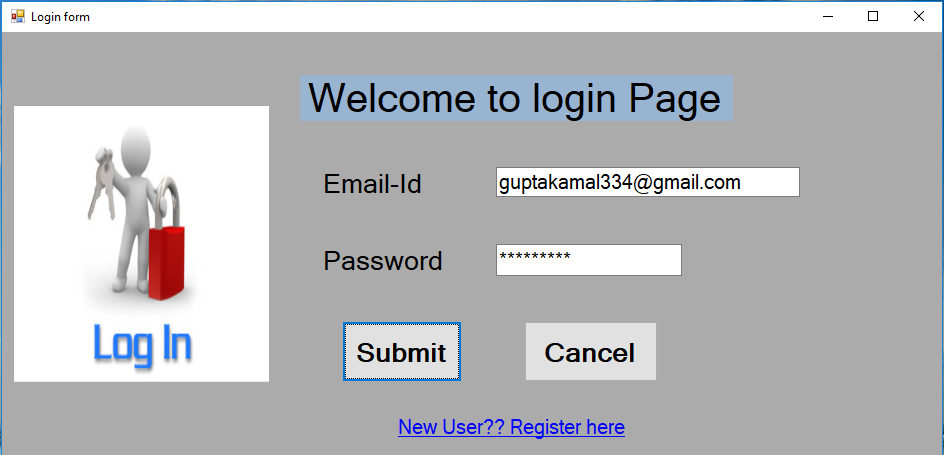 Login form
Welcome to login Page
Email-Id
guptakamal334@gmail.com
Password
*********
Log In
Submit
Cancel
New User?? Register here